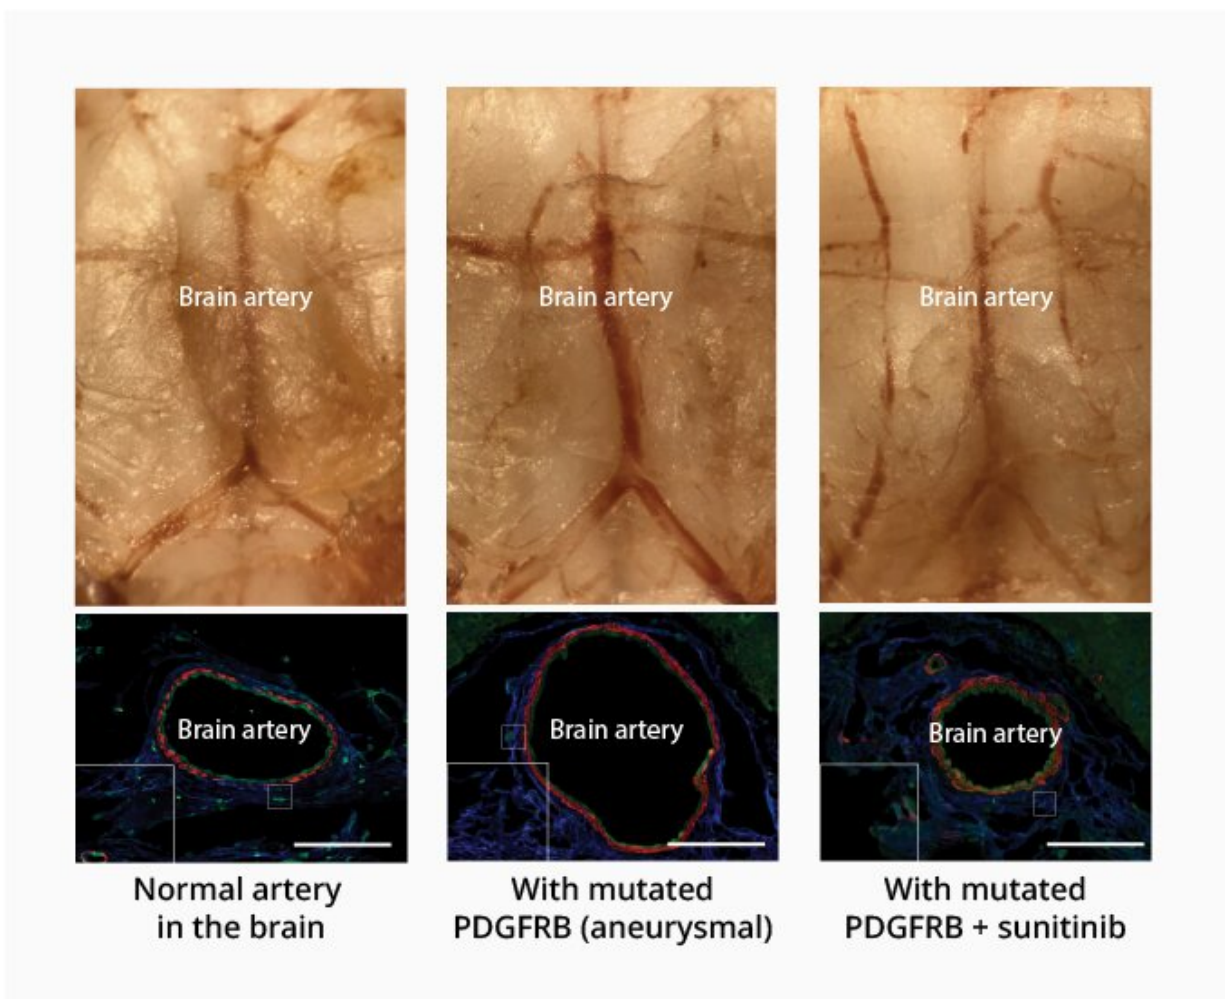 Brain artery
Brain artery
Brain artery
Brain artery
Brain artery
Brain artery
Normal artery
in the brain
With mutated
PDGFRB (aneurysmal)
With mutated
PDGFRB + sunitinib